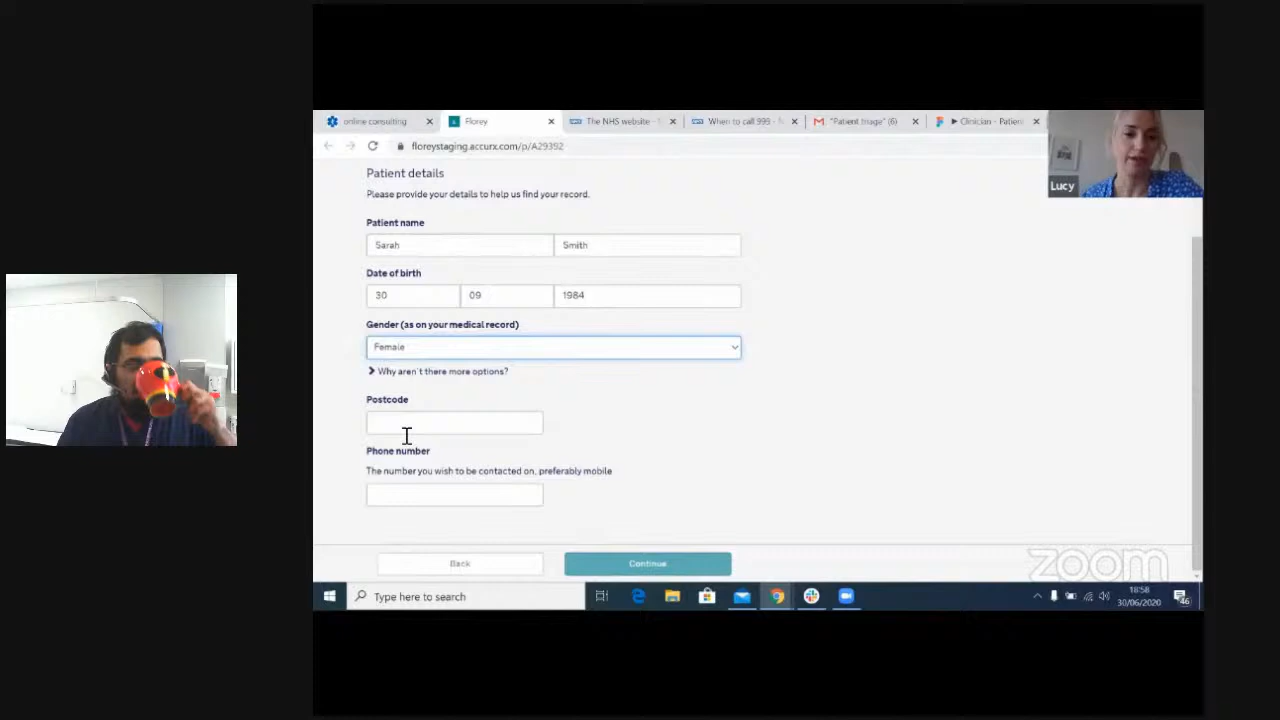 online consulting
Florey
The NHS website -
When to call 999 -
"Patient triage" (6)
Clinician - Patien
floreystaging.accurx.com/p/A29392
Lucy
Patient details
Please provide your details to help us find your record.
Patient name
Sarah
Smith
Date of birth
30
09
1984
Gender (as on your medical record)
Female
Why aren't there more options?
Postcode
Phone number
The number you wish to be contacted on, preferably mobile
Back
Continue
zoom
Type here to search
18:58
30/06/2020
46